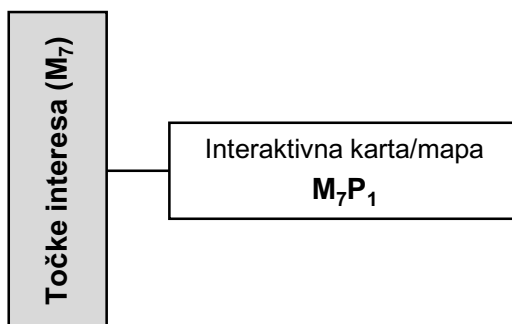 Točke interesa (M₇)
Interaktivna karta/mapa
M₇P₁